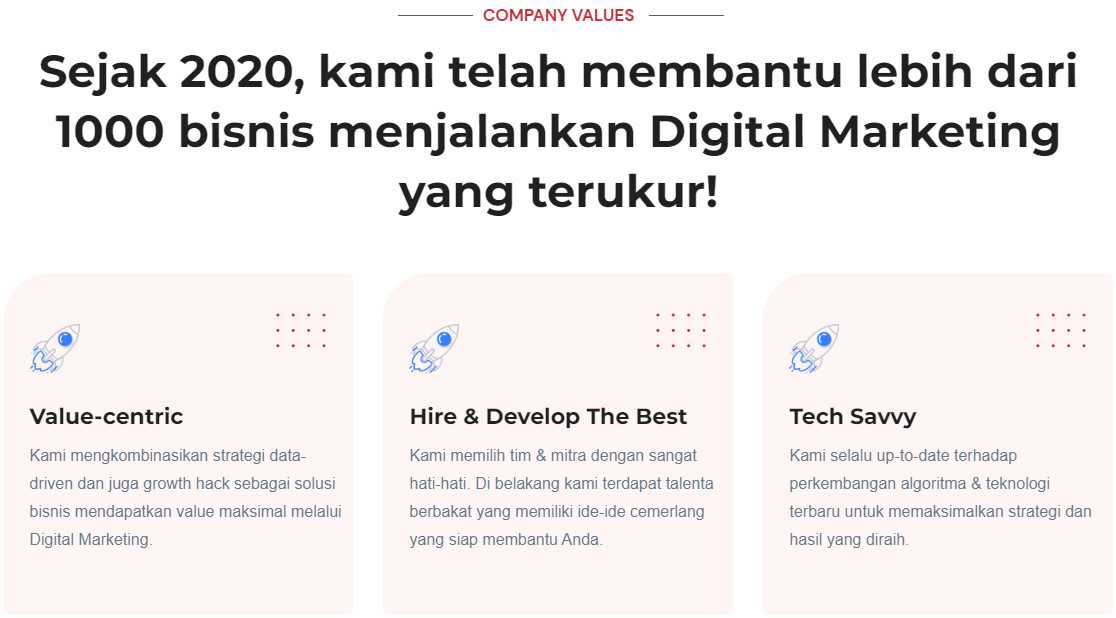 COMPANY VALUES
Sejak 2020, kami telah membantu lebih dari
1000 bisnis menjalankan Digital Marketing
yang terukur!
Value-centric
Kami mengkombinasikan strategi data-
driven dan juga growth hack sebagai solusi
bisnis mendapatkan value maksimal melalui
Digital Marketing.
Hire & Develop The Best
Kami memilih tim & mitra dengan sangat
hati-hati. Di belakang kami terdapat talenta
berbakat yang memiliki ide-ide cemerlang
yang siap membantu Anda.
Tech Savvy
Kami selalu up-to-date terhadap
perkembangan algoritma & teknologi
terbaru untuk memaksimalkan strategi dan
hasil yang diraih.